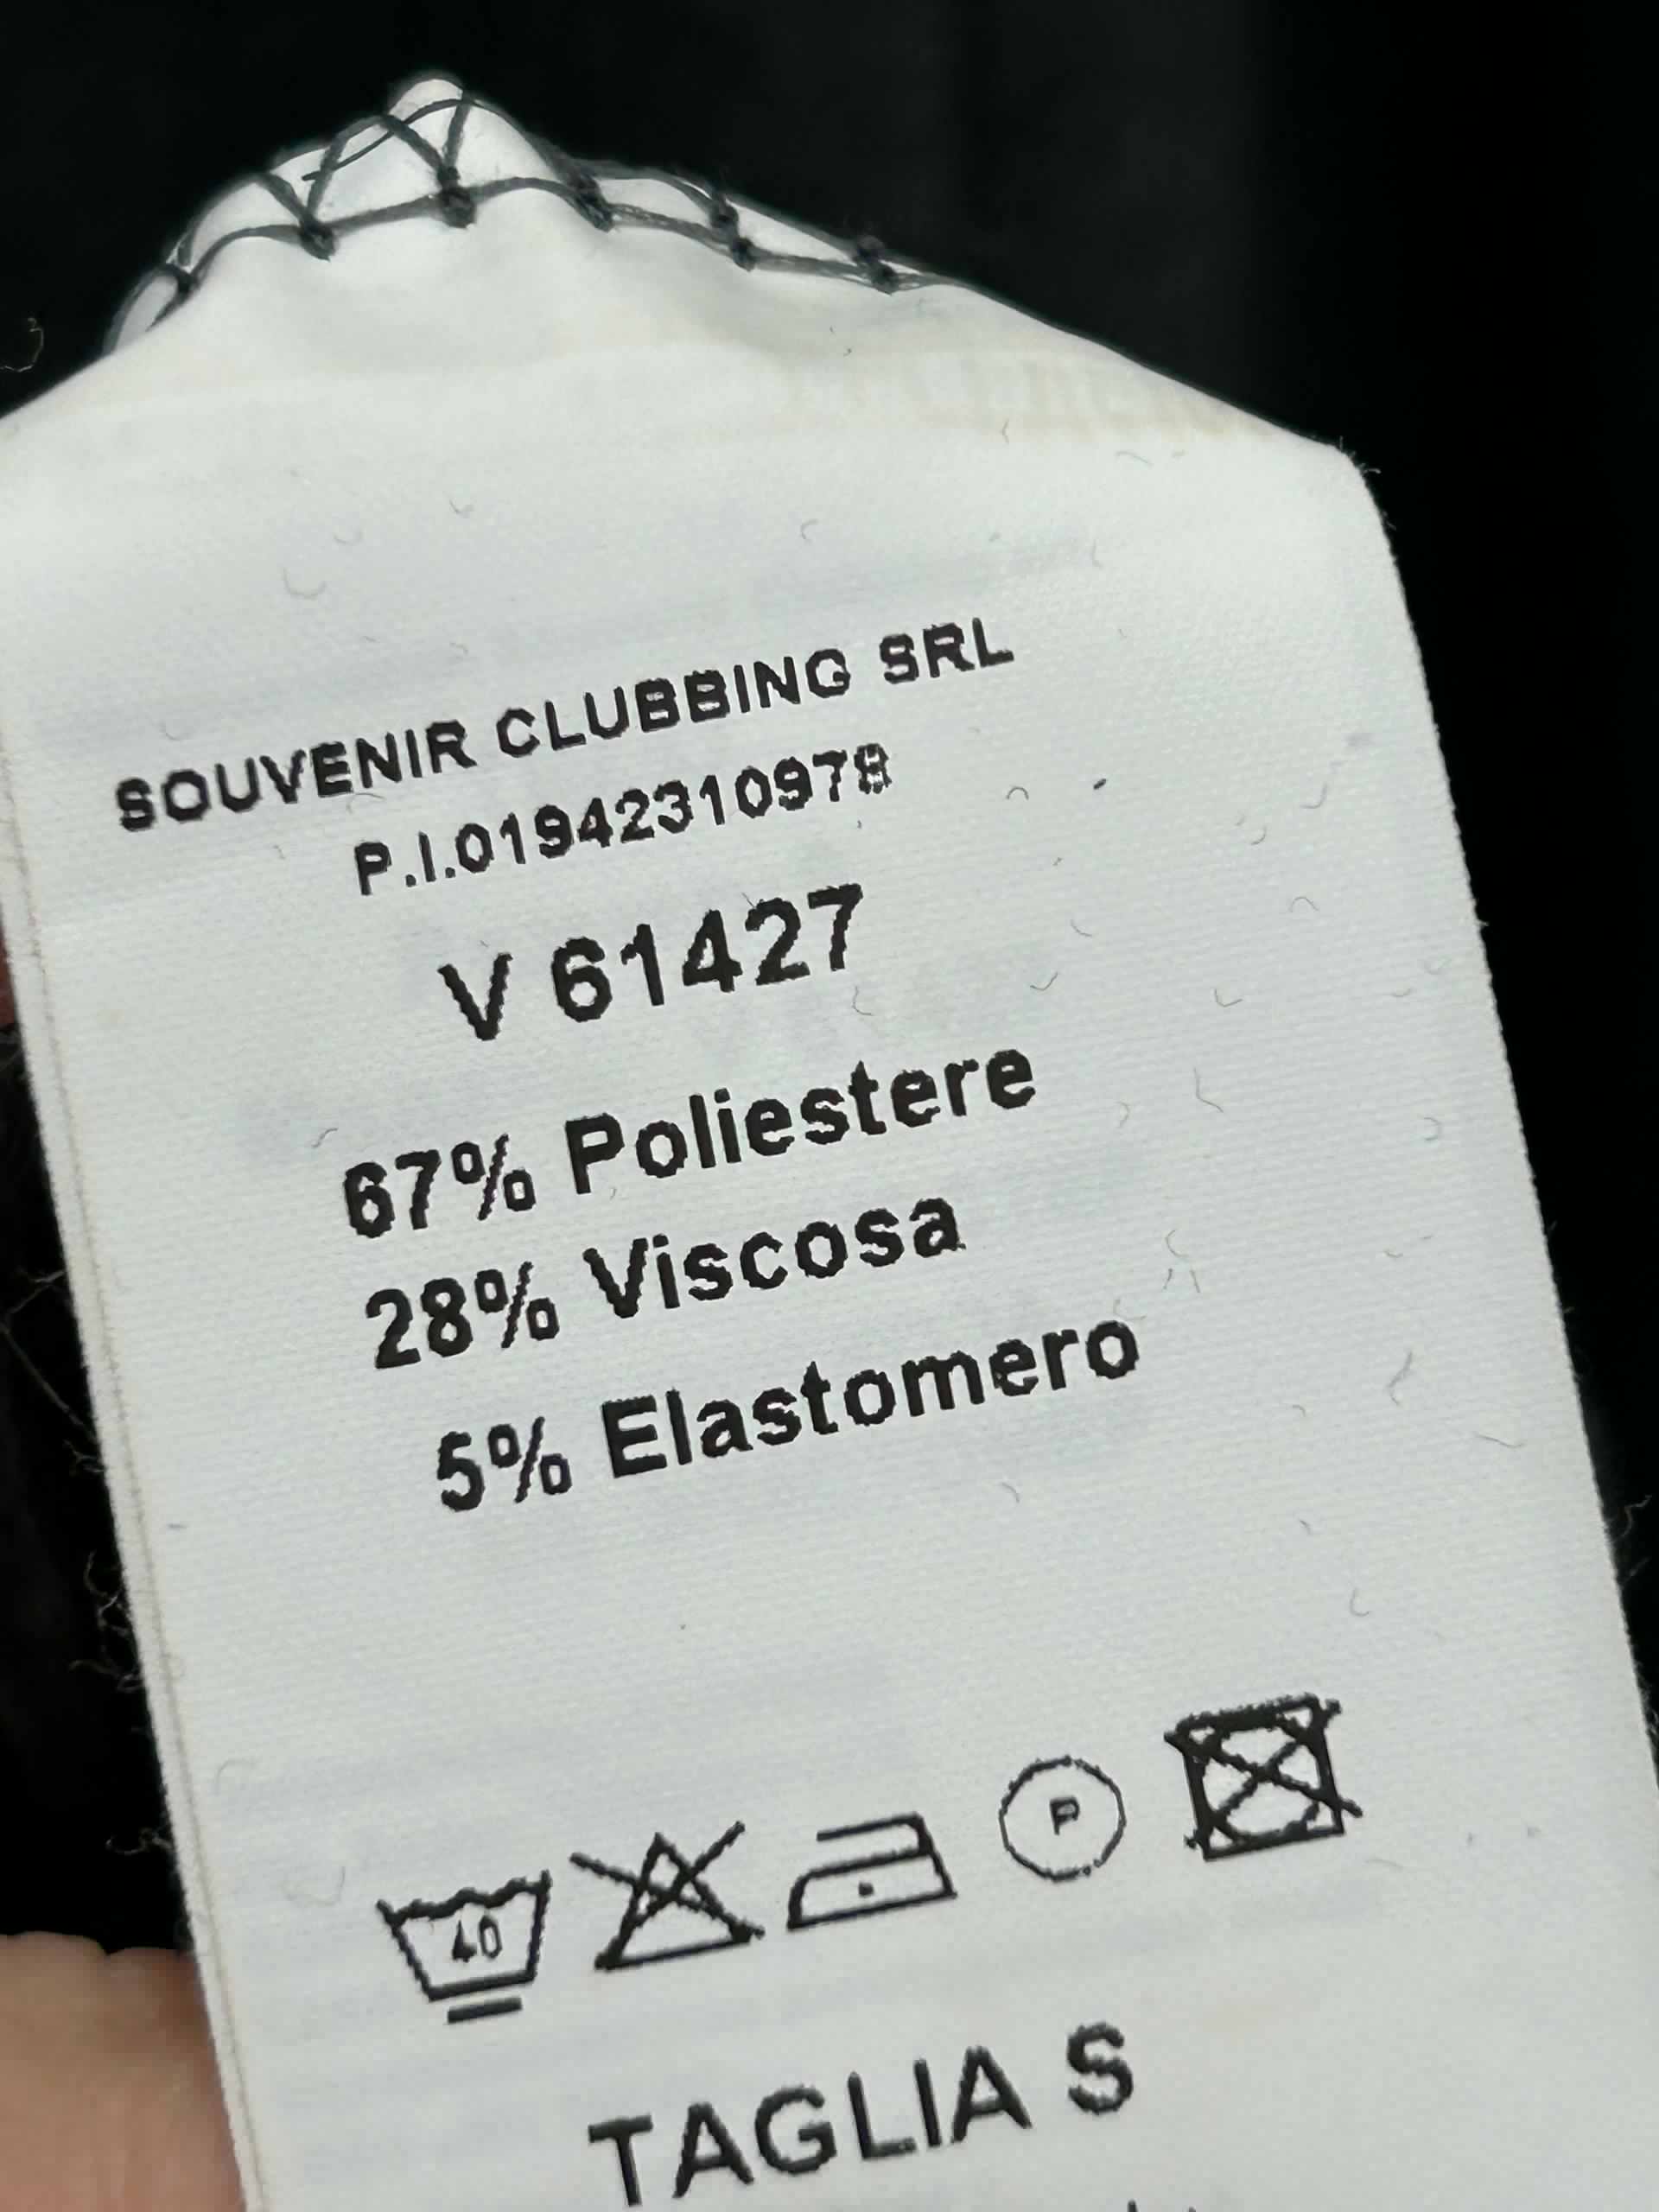 SOUVENIR CLUBBING SRL
P.I.01942310978
V 61427
67% Poliestere
28% Viscosa
5% Elastomero
40
P
TAGLIA S